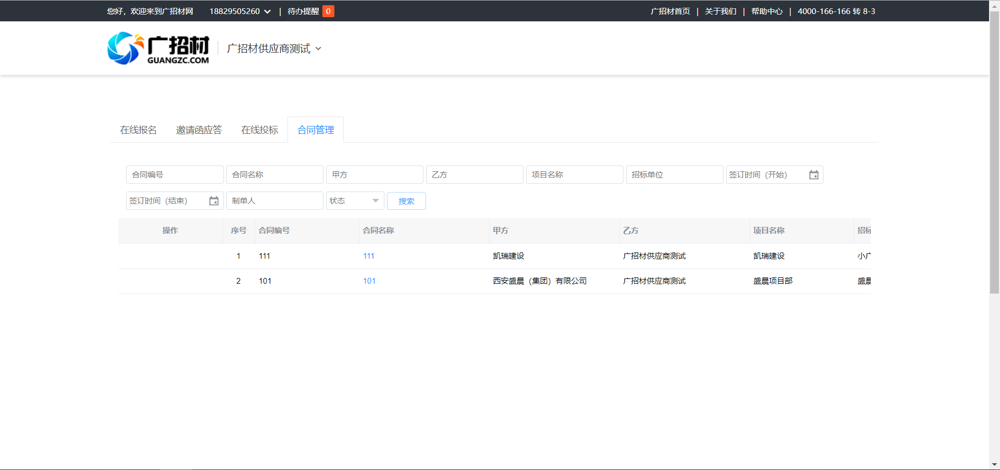 您好，欢迎来到广招材网 18829505260 | 待办提醒 0 广招材首页 | 关于我们 | 帮助中心 | 4000-166-166 转 8-3
广招材 广招材供应商测试
GUANGZC.COM
在线报名 邀请函应答 在线投标 合同管理
合同编号 合同名称 甲方 乙方 项目名称 招标单位 签订时间（开始）
签订时间（结束） 制单人 状态 搜索
操作 序号 合同编号 合同名称 甲方 乙方 项目名称 招标
1 111 111 凯瑞建设 广招材供应商测试 凯瑞建设 小广
2 101 101 西安盛晨（集团）有限公司 广招材供应商测试 盛晨项目部 盛晨